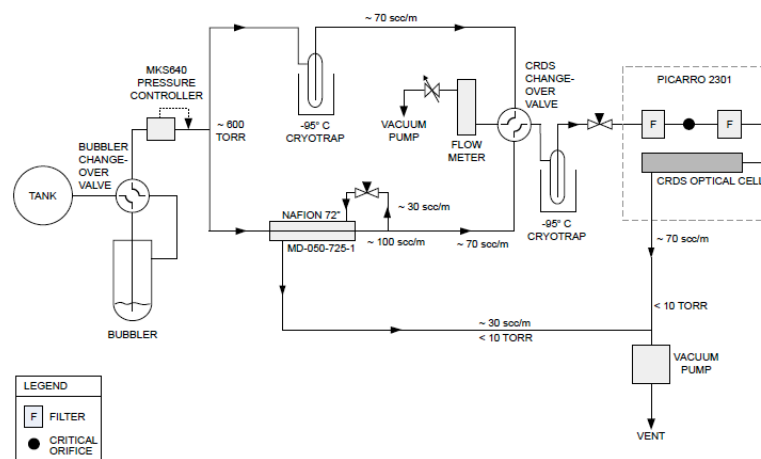 ~ 70 scc/m
MKS640
PRESSURE
CONTROLLER
CRDS
CHANGE-
OVER
VALVE
PICARRO 2301
~ 600
TORR
-95° C
CRYOTRAP
VACUUM
PUMP
FLOW
METER
F
F
BUBBLER
CHANGE-
OVER
VALVE
TANK
CRDS OPTICAL CELL
NAFION 72"
~ 30 scc/m
-95° C
CRYOTRAP
MD-050-725-1
~ 100 scc/m
~ 70 scc/m
~ 70 scc/m
BUBBLER
< 10 TORR
~ 30 scc/m
< 10 TORR
VACUUM
PUMP
LEGEND
F FILTER
CRITICAL
ORIFICE
VENT